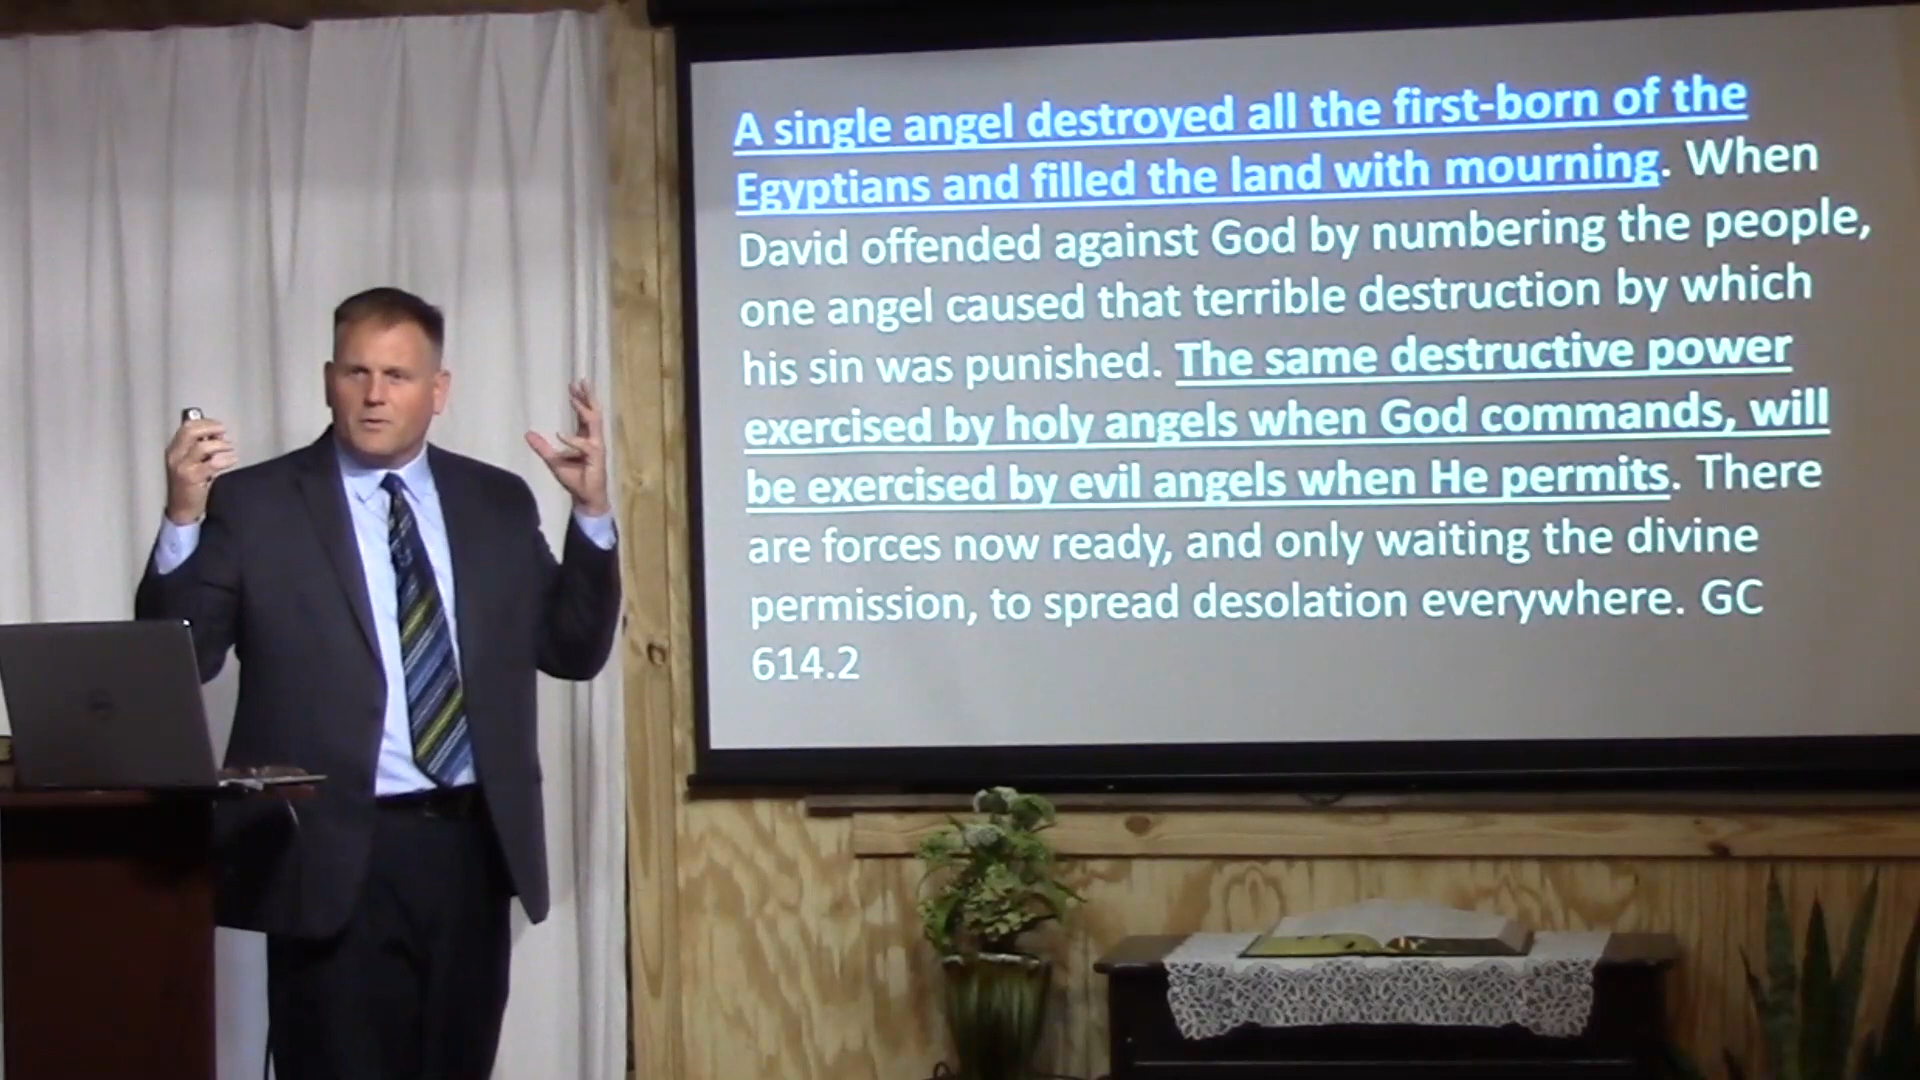 A single angel destroyed all the first-born of the
Egyptians and filled the land with mourning. When
David offended against God by numbering the people,
one angel caused that terrible destruction by which
his sin was punished. The same destructive power
exercised by holy angels when God commands, will
be exercised by evil angels when He permits. There
are forces now ready, and only waiting the divine
permission, to spread desolation everywhere. GC
614.2